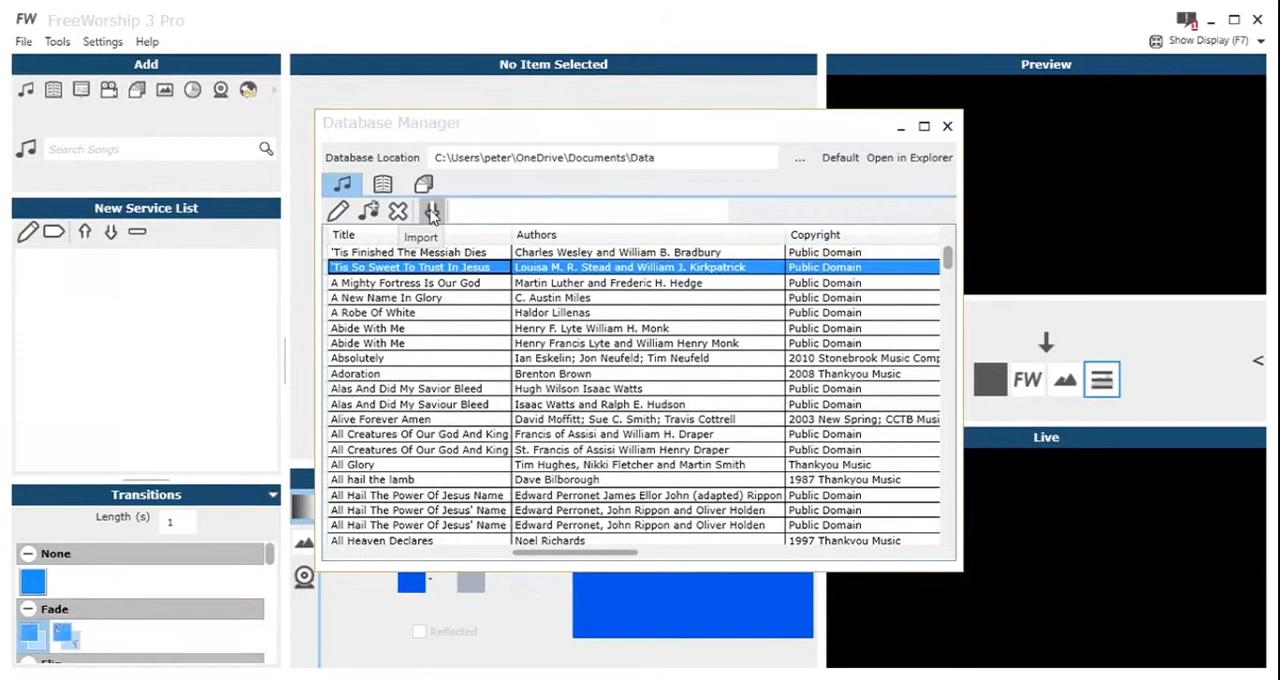 FW FreeWorship 3 Pro
1
File Tools Settings Help
Show Display (F7)
Add
No Item Selected
Preview
Search Songs
New Service List
Database Manager
Database Location C:\Users\peter\OneDrive\Documents\Data ... Default Open in Explorer
Import
Title Authors Copyright
'Tis Finished The Messiah Dies Charles Wesley and William B. Bradbury Public Domain
'Tis So Sweet To Trust In Jesus Louisa M. R. Stead and William J. Kirkpatrick Public Domain
A Mighty Fortress Is Our God Martin Luther and Frederic H. Hedge Public Domain
A New Name In Glory C. Austin Miles Public Domain
A Robe Of White Haldor Lillenas Public Domain
Abide With Me Henry F. Lyte William H. Monk Public Domain
Abide With Me Henry Francis Lyte and William Henry Monk Public Domain
Absolutely Ian Eskelin; Jon Neufeld; Tim Neufeld 2010 Stonebrook Music Comp
Adoration Brenton Brown 2008 Thankyou Music
Alas And Did My Savior Bleed Hugh Wilson Isaac Watts Public Domain
Alas And Did My Saviour Bleed Isaac Watts and Ralph E. Hudson Public Domain
Alive Forever Amen David Moffitt; Sue C. Smith; Travis Cottrell 2003 New Spring; CCTB Musi
All Creatures Of Our God And King Francis of Assisi and William H. Draper Public Domain
All Creatures Of Our God And King St. Francis of Assisi William Henry Draper Public Domain
All Glory Tim Hughes, Nikki Fletcher and Martin Smith Thankyou Music
All hail the lamb Dave Bilborough 1987 Thankyou Music
All Hail The Power Of Jesus Name Edward Perronet James Ellor John (adapted) Rippon Public Domain
All Hail The Power Of Jesus' Name Edward Perronet, John Rippon and Oliver Holden Public Domain
All Hail The Power Of Jesus' Name Edward Perronet, John Rippon and Oliver Holden Public Domain
All Heaven Declares Noel Richards 1997 Thankyou Music
FW
<
Live
Transitions
Length (s) 1
None
Fade
Reflected